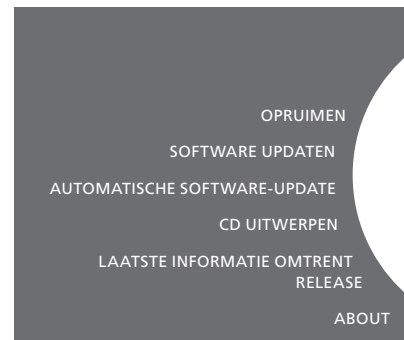 OPRUIMEN
SOFTWARE UPDATEN
AUTOMATISCHE SOFTWARE-UPDATE
CD UITWERPEN
LAATSTE INFORMATIE OMTRENT
RELEASE
ABOUT